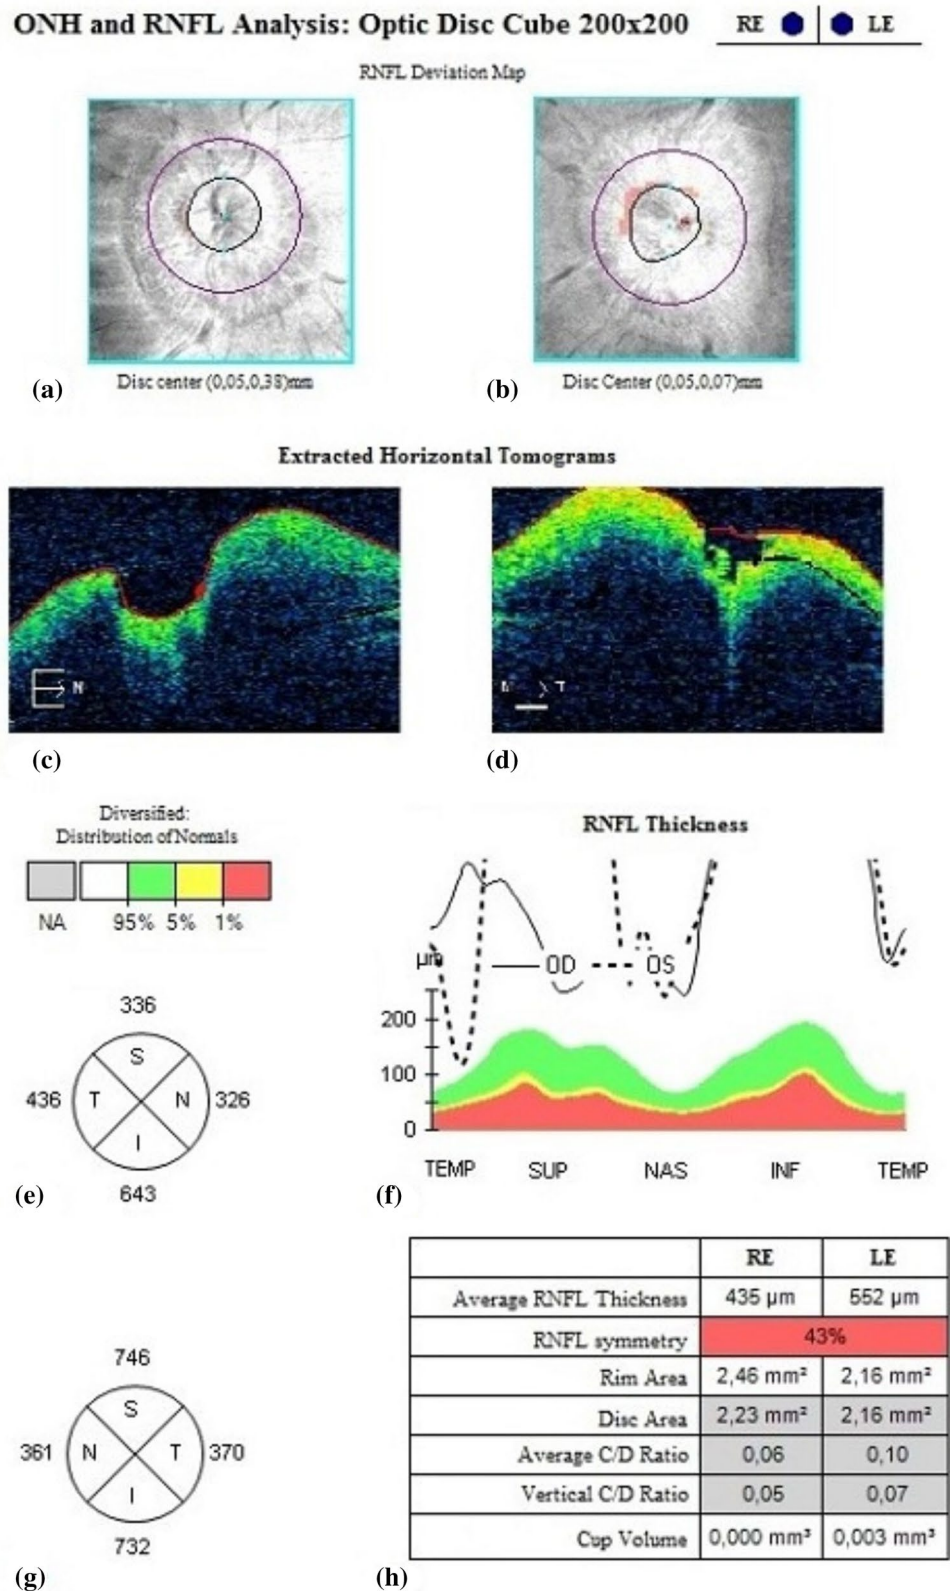 ONH and RNFL Analysis: Optic Disc Cube 200x200 RE LE
RNFL Deviation Map
Disc center (0,05,0,38)mm
Disc Center (0,05,0,07)mm
(a)
(b)
Extracted Horizontal Tomograms
N
T
(c)
(d)
Diversified:
Distribution of Normals
NA 95% 5% 1%
RNFL Thickness
µm
OD
OS
200
100
0
TEMP SUP NAS INF TEMP
336
S
436 T N 326
I
643
(e)
(f)
746
S
361 N T 370
I
732
(g)
RE LE
Average RNFL Thickness 435 µm 552 µm
RNFL symmetry 43%
Rim Area 2,46 mm² 2,16 mm²
Disc Area 2,23 mm² 2,16 mm²
Average C/D Ratio 0,06 0,10
Vertical C/D Ratio 0,05 0,07
Cup Volume 0,000 mm³ 0,003 mm³
(h)